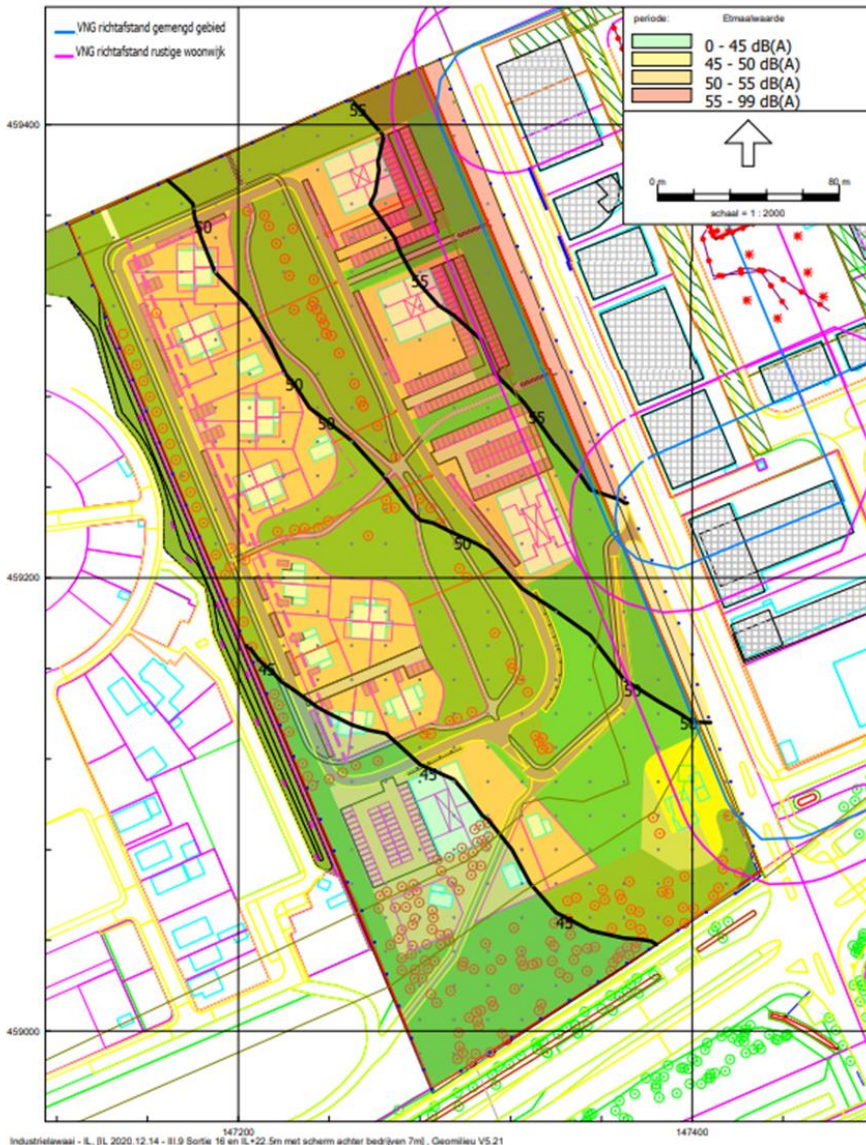 VNG richtafstand gemengd gebied
VNG richtafstand rustige woonwijk
periode: Etmaalwaarde
0 - 45 dB(A)
45 - 50 dB(A)
50 - 55 dB(A)
55 - 99 dB(A)
0 m 80 m
schaal = 1 : 2000
459400
55
50
55
50
50
55
50
459200
45
50
50
45
45
459000
147200 147400
Industrielawaai - IL, [IL 2020.12.14 - III.9 Sortie 16 en IL+22.5m met scherm achter bedrijven 7m] , Geomilieu V5.21